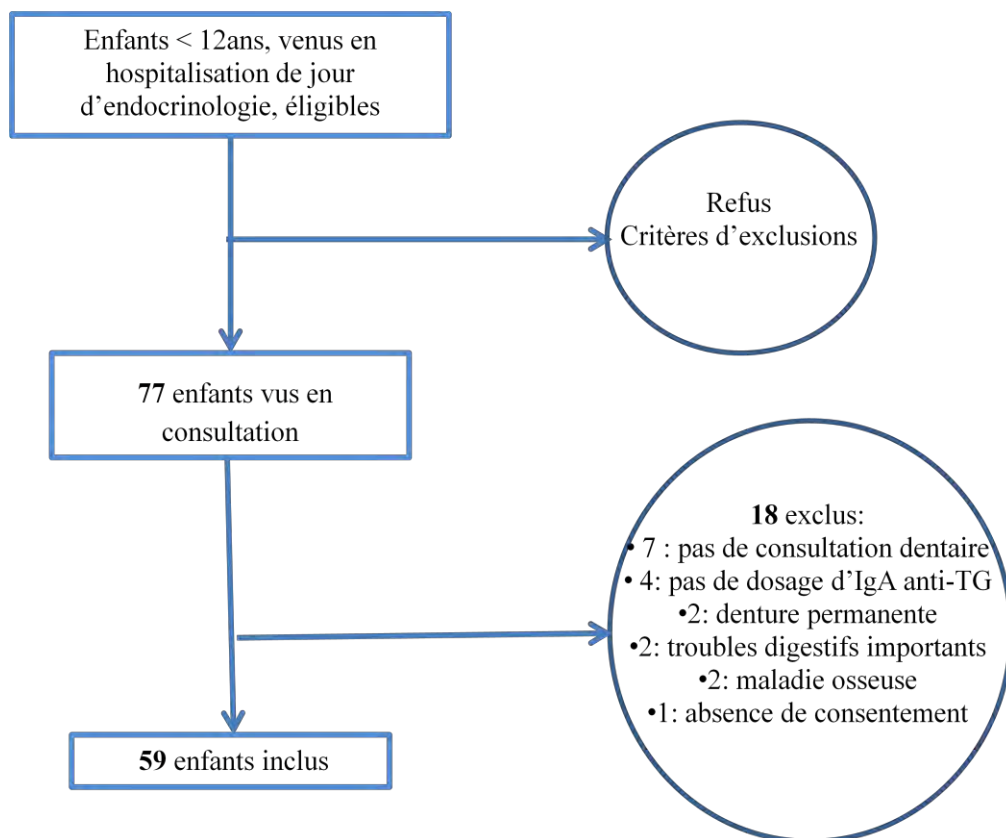 Enfants < 12ans, venus en
hospitalisation de jour
d’endocrinologie, éligibles
Refus
Critères d’exclusions
77 enfants vus en
consultation
18 exclus:
• 7 : pas de consultation dentaire
• 4: pas de dosage d’IgA anti-TG
•2: denture permanente
•2: troubles digestifs importants
•2: maladie osseuse
•1: absence de consentement
59 enfants inclus